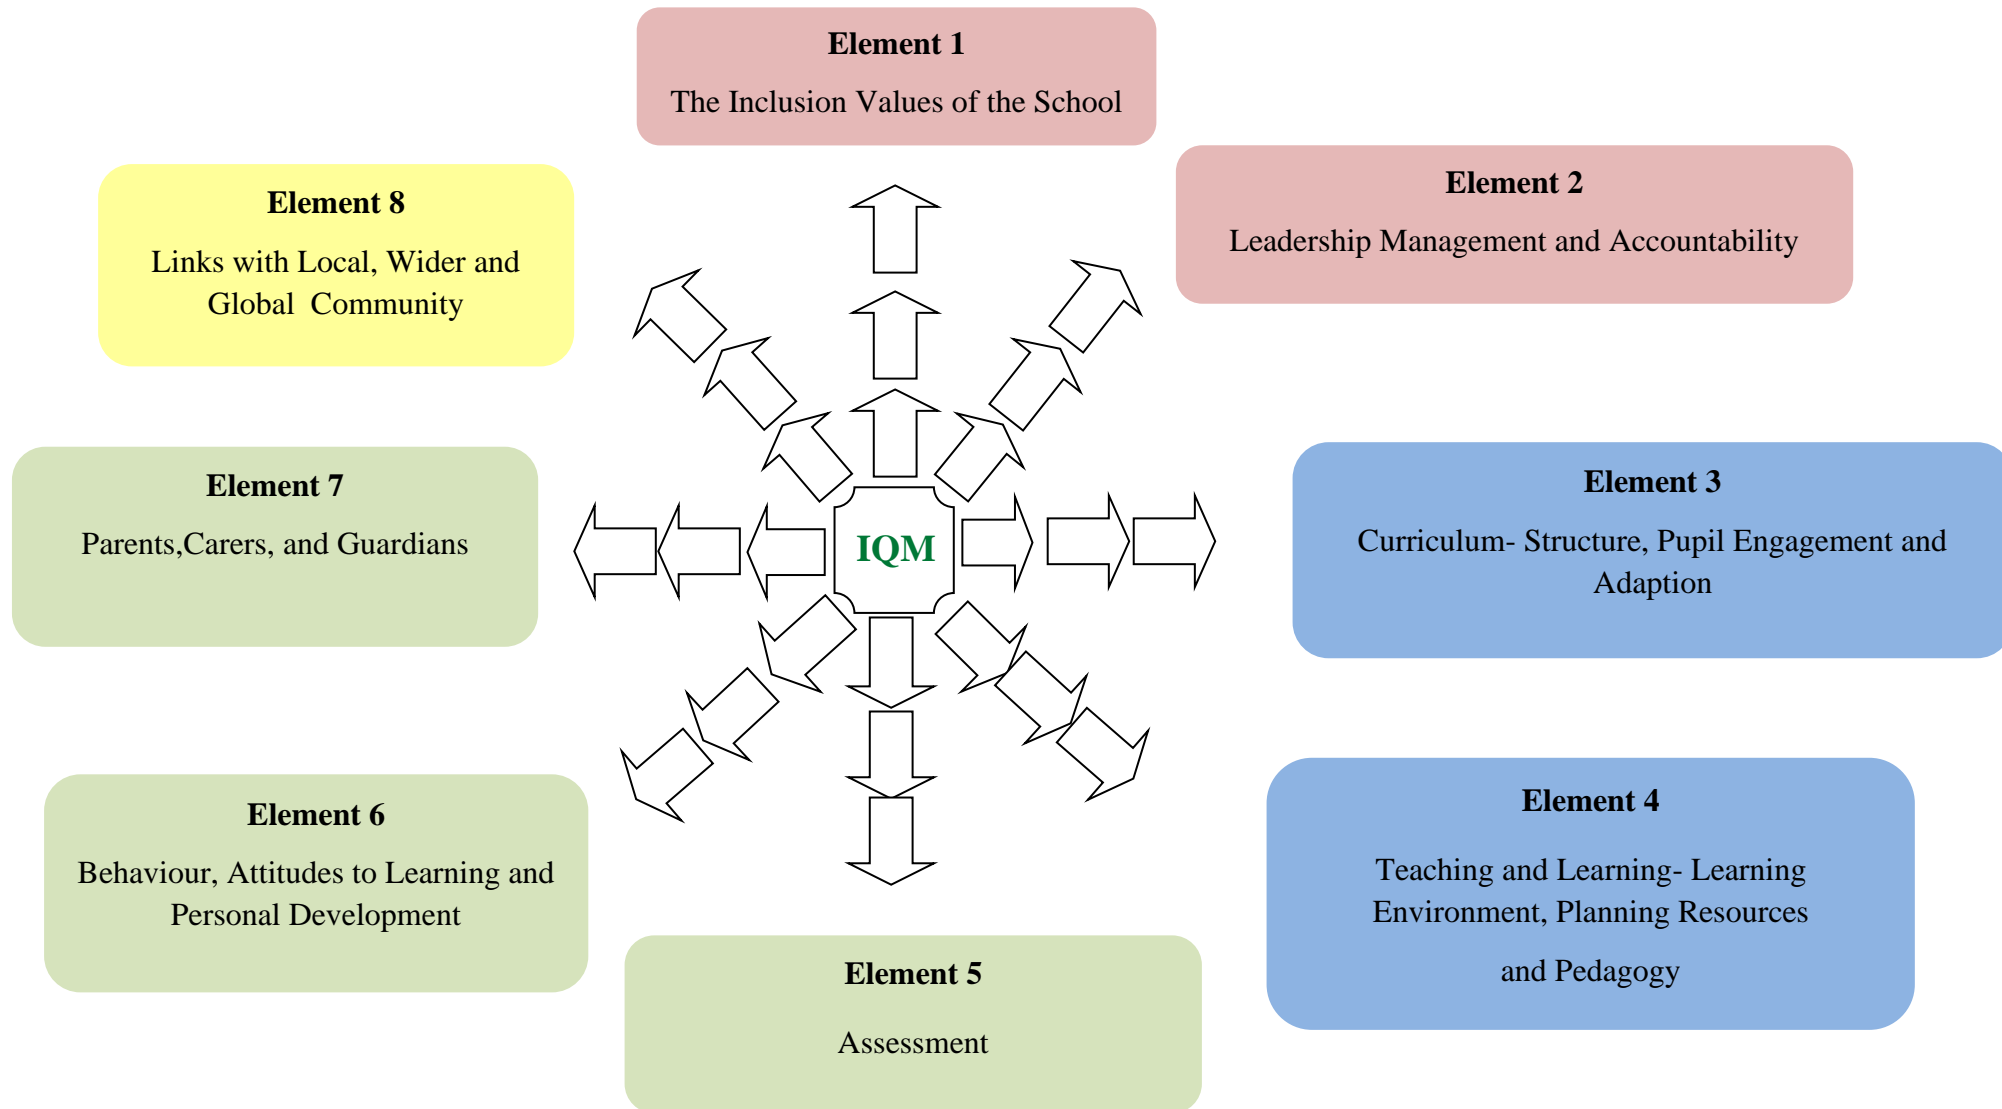 Element 1
The Inclusion Values of the School
Element 2
Leadership Management and Accountability
Element 8
Links with Local, Wider and
Global  Community
Element 3
Curriculum- Structure, Pupil Engagement and
Adaption
Element 7
Parents,Carers, and Guardians
IQM
Element 4
Teaching and Learning- Learning
Environment, Planning Resources
and Pedagogy
Element 6
Behaviour, Attitudes to Learning and
Personal Development
Element 5
Assessment